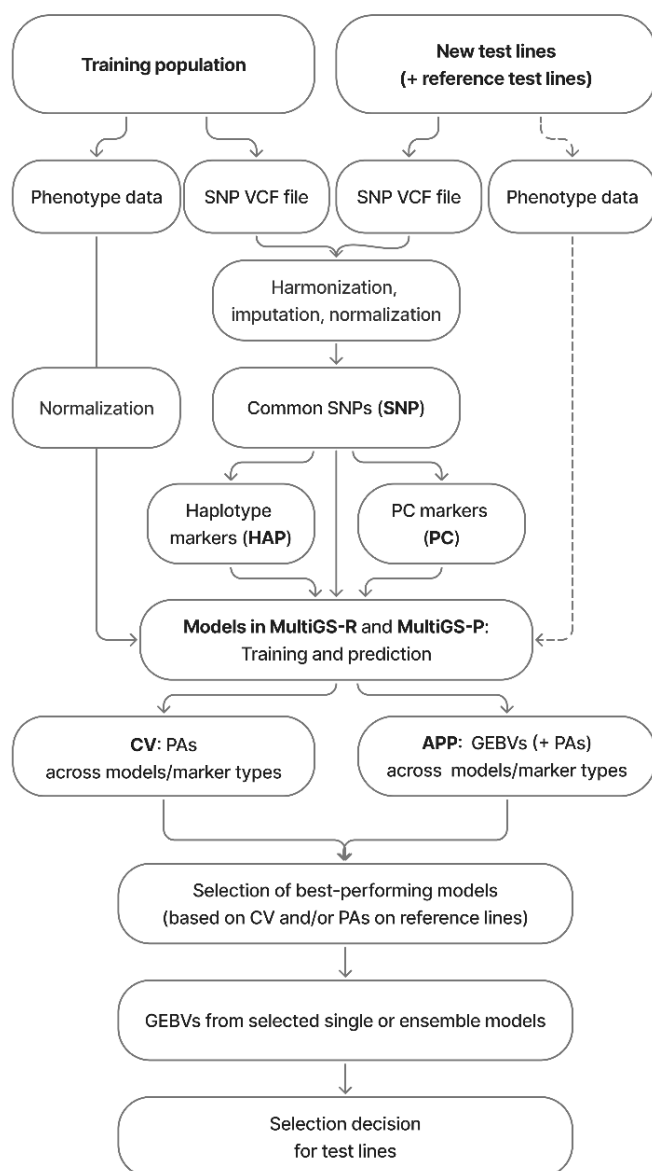 Training population
New test lines
(+ reference test lines)
Phenotype data
SNP VCF file
SNP VCF file
Phenotype data
Harmonization,
imputation, normalization
Normalization
Common SNPs (SNP)
Haplotype
markers (HAP)
PC markers
(PC)
Models in MultiGS-R and MultiGS-P:
Training and prediction
CV: PAs
across models/marker types
APP: GEBVs (+ PAs)
across models/marker types
Selection of best-performing models
(based on CV and/or PAs on reference lines)
GEBVs from selected single or ensemble models
Selection decision
for test lines